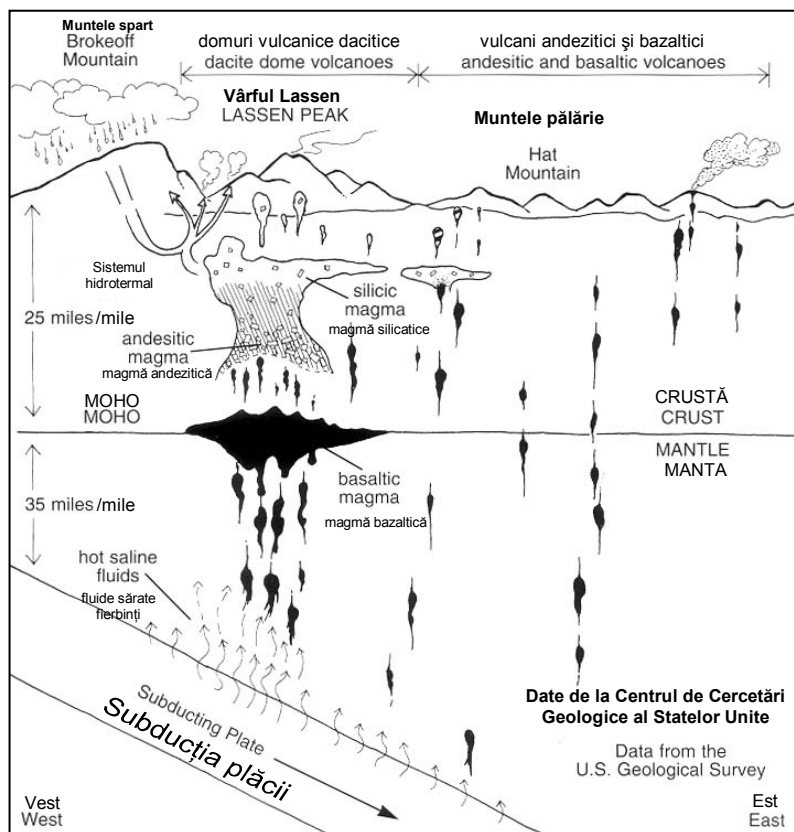 Muntele spart
Brokeoff
Mountain
domuri vulcanice dacitice
dacite dome volcanoes
vulcani andezitici şi bazaltici
andesitic and basaltic volcanoes
Vârful Lassen
LASSEN PEAK
Muntele pălărie
Hat
Mountain
Sistemul
hidrotermal
25 miles/mile
silicic
magma
magmă silicatice
andesitic
magma
magmă andezitică
MOHO
MOHO
CRUSTĂ
CRUST
MANTLE
MANTA
basaltic
magma
magmă bazaltică
35 miles/mile
hot saline
fluids
fluide sărate
fierbinți
Subducting Plate
Subducția plăcii
Date de la Centrul de Cercetări
Geologice al Statelor Unite
Data from the
U.S. Geological Survey
Vest
West
Est
East